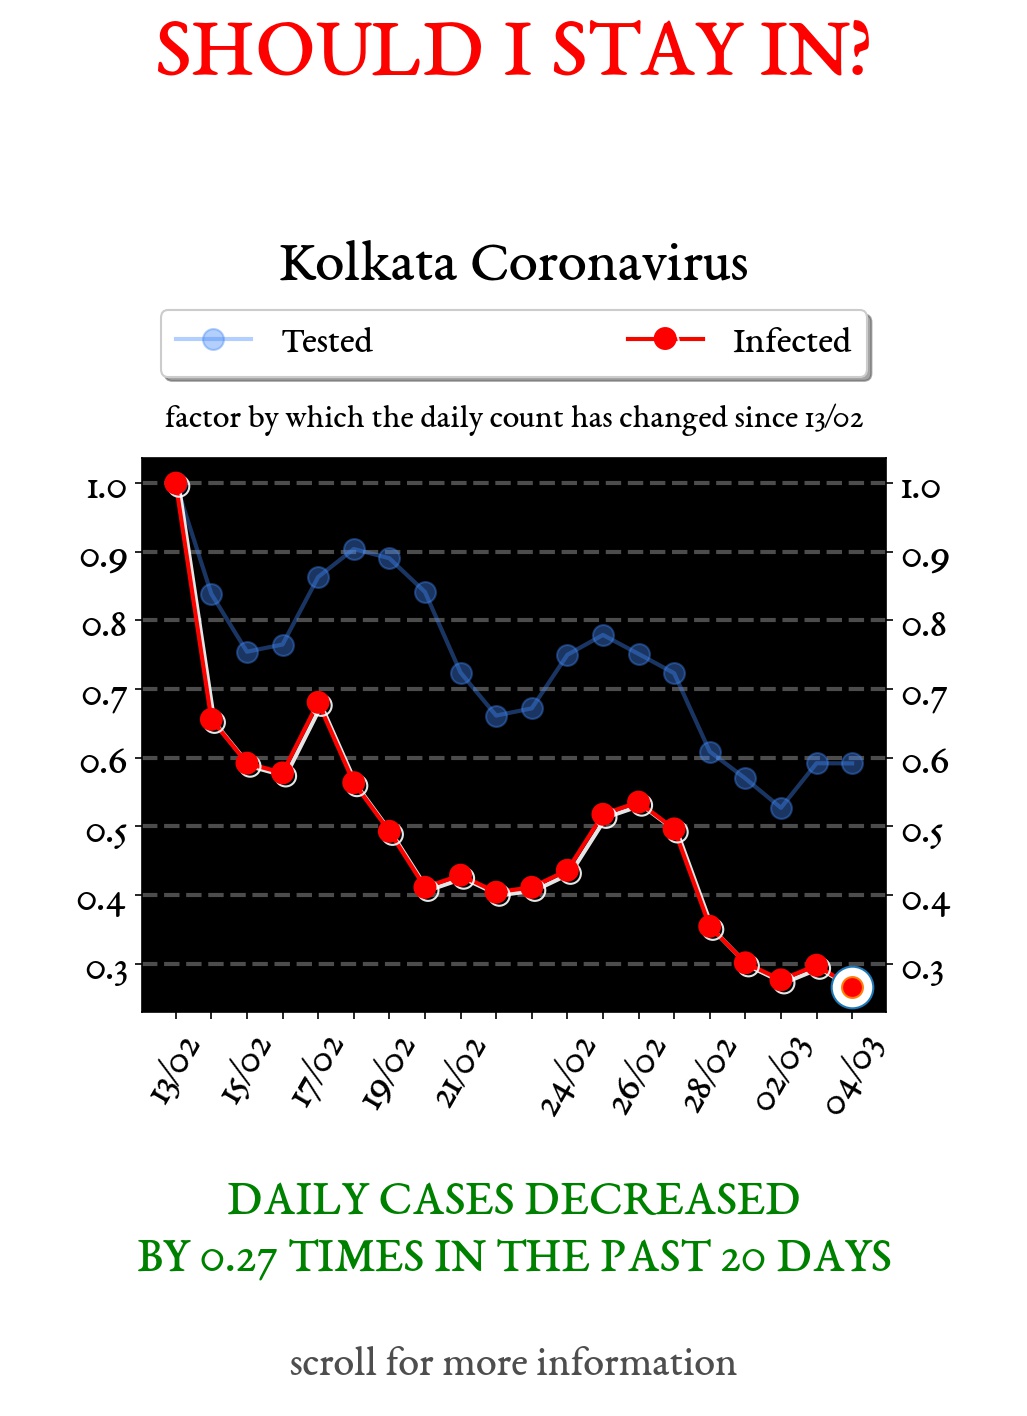 SHOULD I STAY IN?
Kolkata Coronavirus
Tested Infected
factor by which the daily count has changed since 13/02
1.0 1.0
0.9 0.9
0.8 0.8
0.7 0.7
0.6 0.6
0.5 0.5
0.4 0.4
0.3 0.3
13/02 15/02 17/02 19/02 21/02 24/02 26/02 28/02 02/03 04/03
DAILY CASES DECREASED
BY 0.27 TIMES IN THE PAST 20 DAYS
scroll for more information